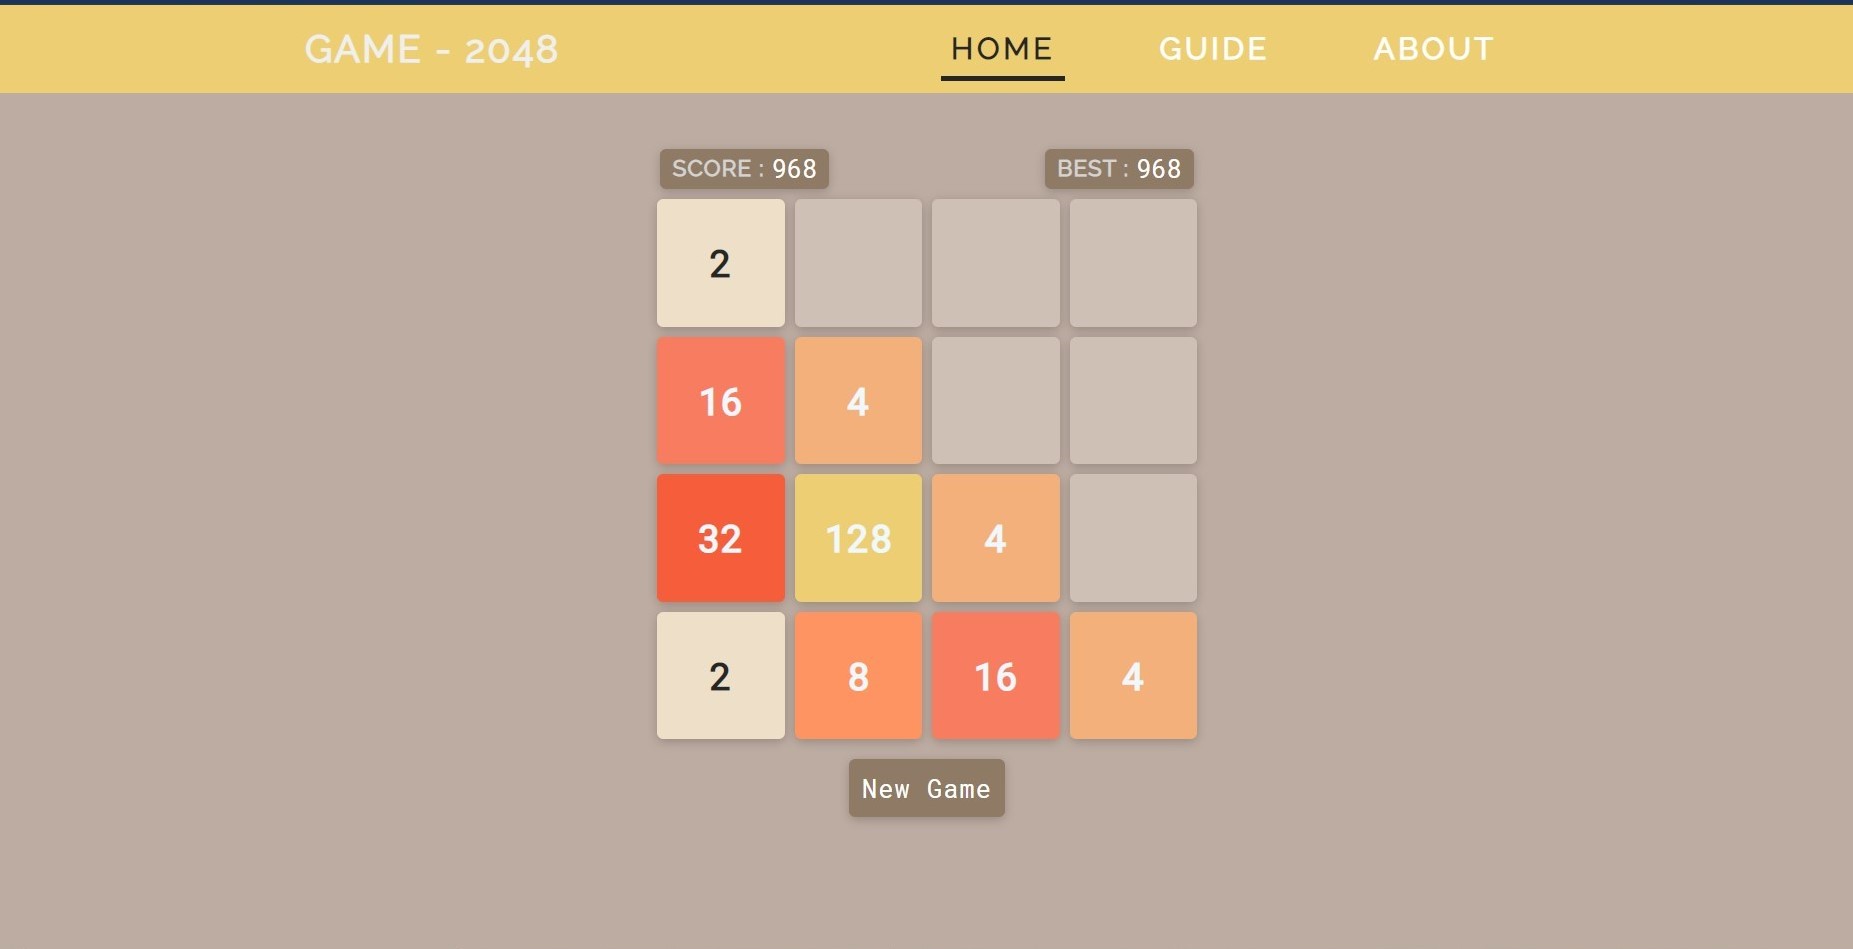 GAME - 2048 HOME GUIDE ABOUT
SCORE : 968 BEST : 968
2
16 4
32 128 4
2 8 16 4
New Game